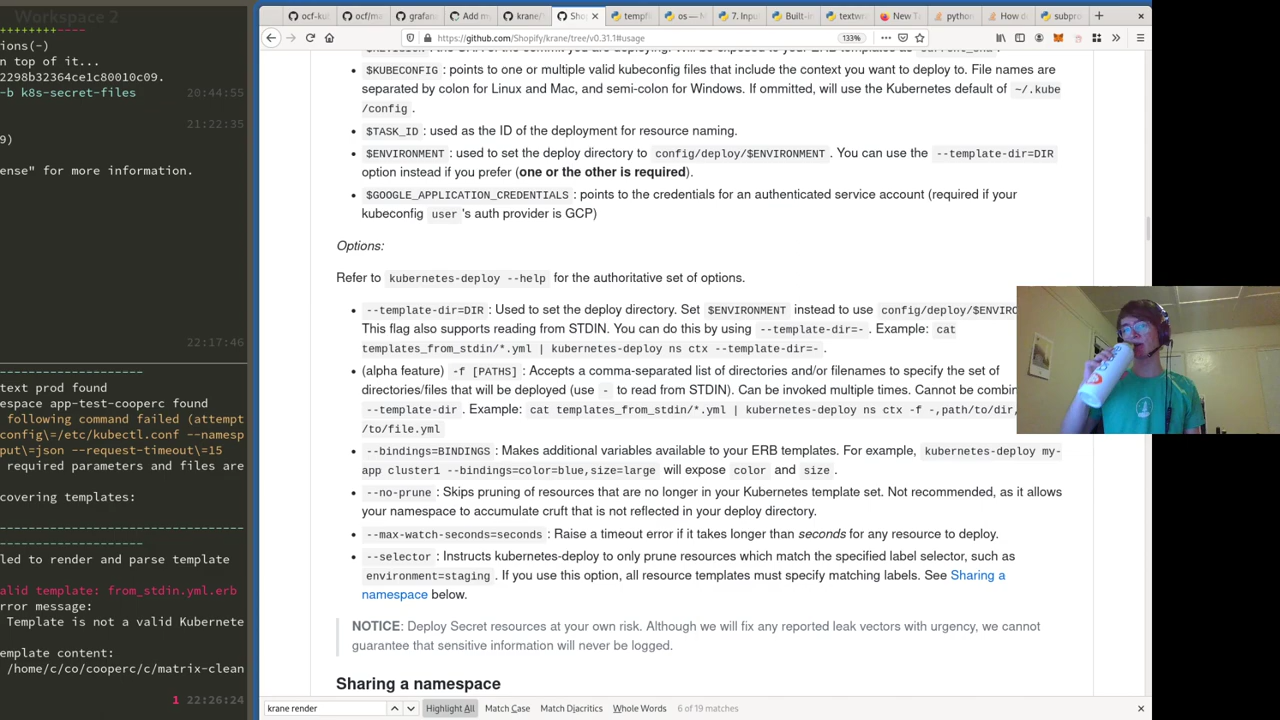 Workspace 2
++++++++----
ions(-)
n top of it...
2298b32364ce1c80010c09.
-b k8s-secret-files 20:44:55
21:22:35
9)
ense" for more information.
22:17:46
text prod found
espace app-test-cooperc found
following command failed (attempt
config\=/etc/kubectl.conf --namesp
put\=json --request-timeout\=15
required parameters and files are
covering templates:
led to render and parse template
alid template: from_stdin.yml.erb
rror message:
Template is not a valid Kubernete
emplate content:
/home/c/co/cooperc/c/matrix-clean
1 22:26:24
ocf-ku
ocf/ma
grafana
Add my
krane/
Sho
tempfi
os — M
7. Inpu
Built-in
textwra
New T
python
How do
subpro
https://github.com/Shopify/krane/tree/v0.31.1#usage
133%
$KUBECONFIG : points to one or multiple valid kubeconfig files that include the context you want to deploy to. File names are
separated by colon for Linux and Mac, and semi-colon for Windows. If ommitted, will use the Kubernetes default of ~/.kube
/config .
$TASK_ID : used as the ID of the deployment for resource naming.
$ENVIRONMENT : used to set the deploy directory to config/deploy/$ENVIRONMENT . You can use the --template-dir=DIR
option instead if you prefer (one or the other is required).
$GOOGLE_APPLICATION_CREDENTIALS : points to the credentials for an authenticated service account (required if your
kubeconfig user 's auth provider is GCP)
Options:
Refer to kubernetes-deploy --help for the authoritative set of options.
--template-dir=DIR : Used to set the deploy directory. Set $ENVIRONMENT instead to use config/deploy/$ENVIRO
This flag also supports reading from STDIN. You can do this by using --template-dir=- . Example: cat
templates_from_stdin/*.yml | kubernetes-deploy ns ctx --template-dir=- .
(alpha feature) -f [PATHS] : Accepts a comma-separated list of directories and/or filenames to specify the set of
directories/files that will be deployed (use - to read from STDIN). Can be invoked multiple times. Cannot be combin
--template-dir . Example: cat templates_from_stdin/*.yml | kubernetes-deploy ns ctx -f -,path/to/dir,
/to/file.yml
--bindings=BINDINGS : Makes additional variables available to your ERB templates. For example, kubernetes-deploy my-
app cluster1 --bindings=color=blue,size=large will expose color and size .
--no-prune : Skips pruning of resources that are no longer in your Kubernetes template set. Not recommended, as it allows
your namespace to accumulate cruft that is not reflected in your deploy directory.
--max-watch-seconds=seconds : Raise a timeout error if it takes longer than seconds for any resource to deploy.
--selector : Instructs kubernetes-deploy to only prune resources which match the specified label selector, such as
environment=staging . If you use this option, all resource templates must specify matching labels. See Sharing a
namespace below.
NOTICE: Deploy Secret resources at your own risk. Although we will fix any reported leak vectors with urgency, we cannot
guarantee that sensitive information will never be logged.
Sharing a namespace
krane render
Highlight All Match Case Match Diacritics Whole Words 6 of 19 matches